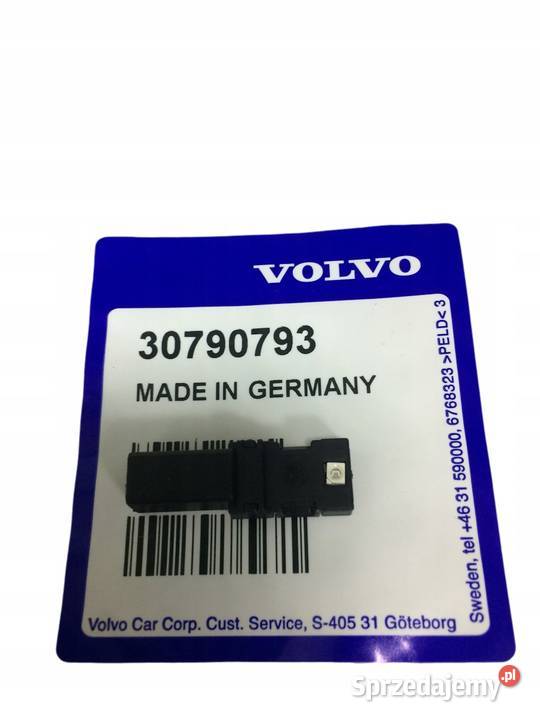 VOLVO
30790793
MADE IN GERMANY
Volvo Car Corp. Cust. Service, S-405 31 Göteborg
Sweden, tel +46 31 590000, 6768323 >PELD< 3
Sprzedajemy.pl